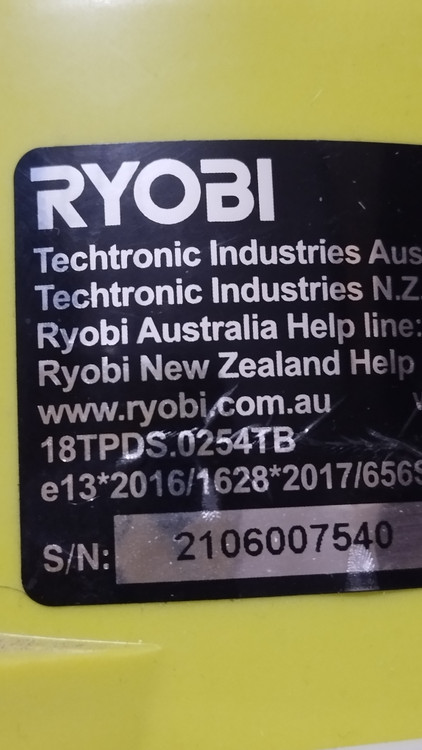 RYOBI
Techtronic Industries Aus
Techtronic Industries N.Z.
Ryobi Australia Help line:
Ryobi New Zealand Help
www.ryobi.com.au
18TPDS.0254TB
e13*2016/1628*2017/656S
S/N: 2106007540